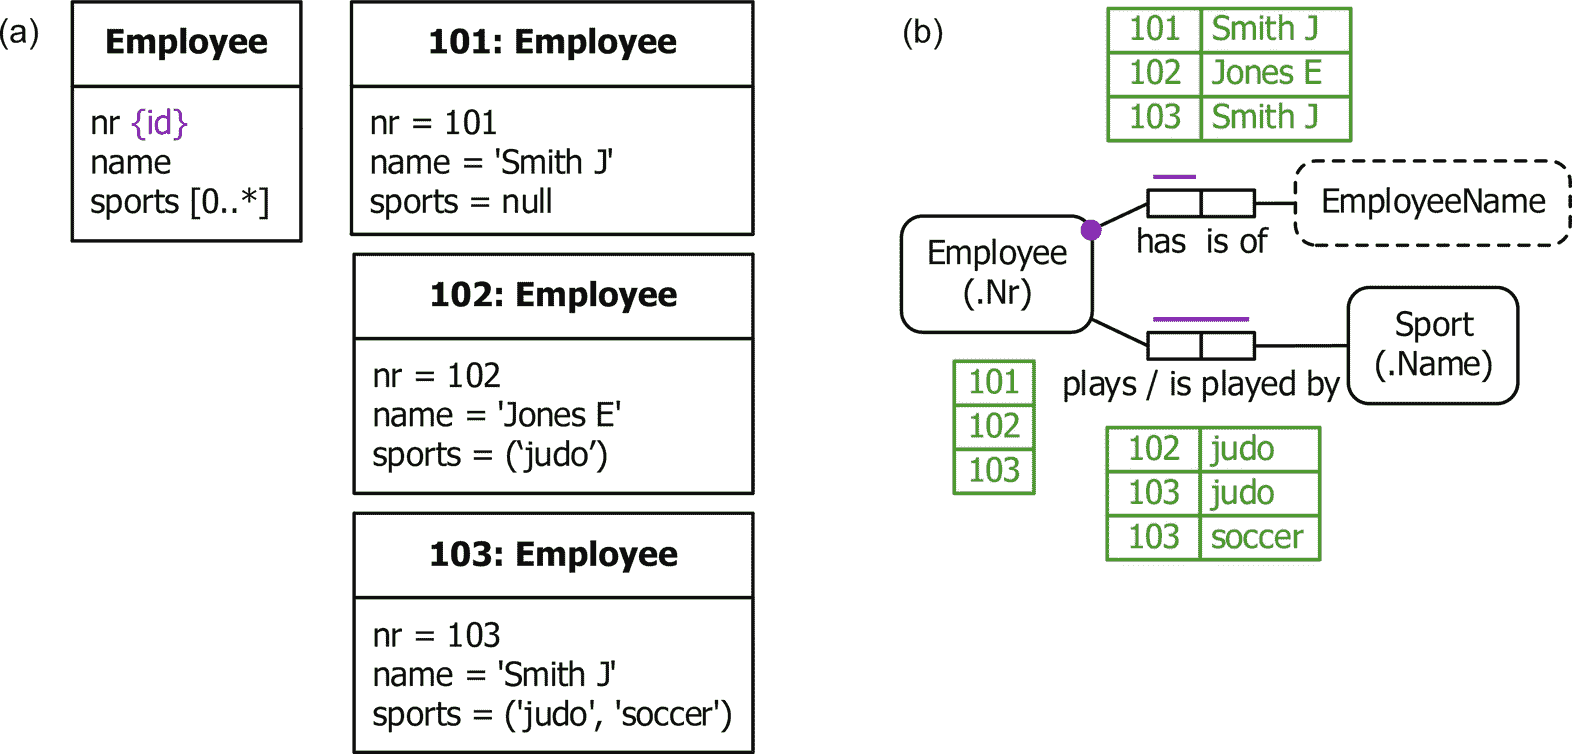 (a)
Employee
nr {id}
name
sports [0..*]
101: Employee
nr = 101
name = 'Smith J'
sports = null
102: Employee
nr = 102
name = 'Jones E'
sports = (‘judo’)
103: Employee
nr = 103
name = 'Smith J'
sports = ('judo', 'soccer')
(b)
101 Smith J
102 Jones E
103 Smith J
EmployeeName
has is of
Employee
(.Nr)
Sport
(.Name)
plays / is played by
101
102
103
102 judo
103 judo
103 soccer